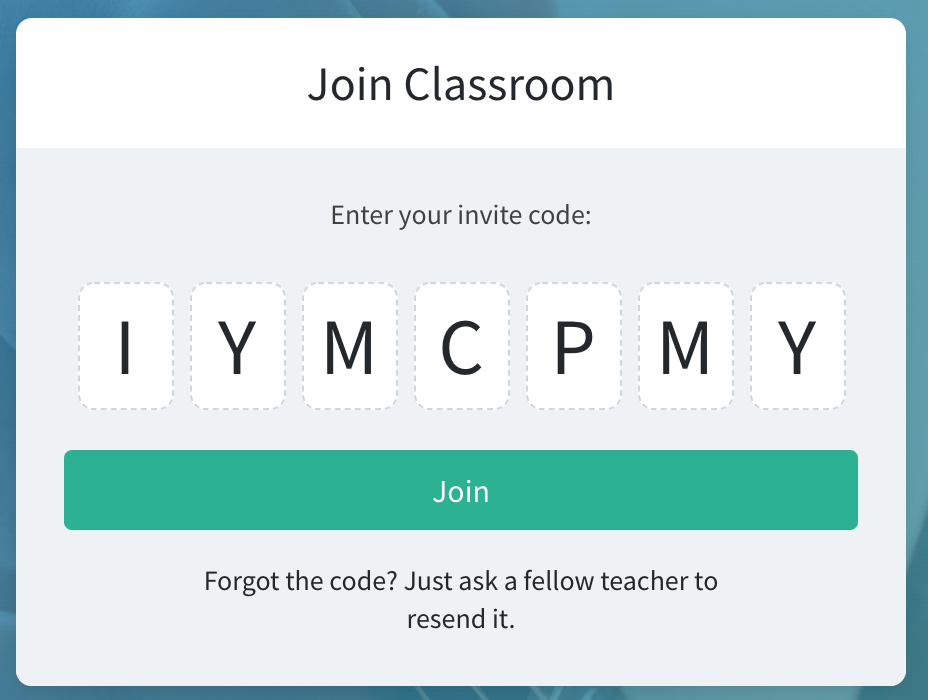 Join Classroom
Enter your invite code:
I Y M C P M Y
Join
Forgot the code? Just ask a fellow teacher to
resend it.